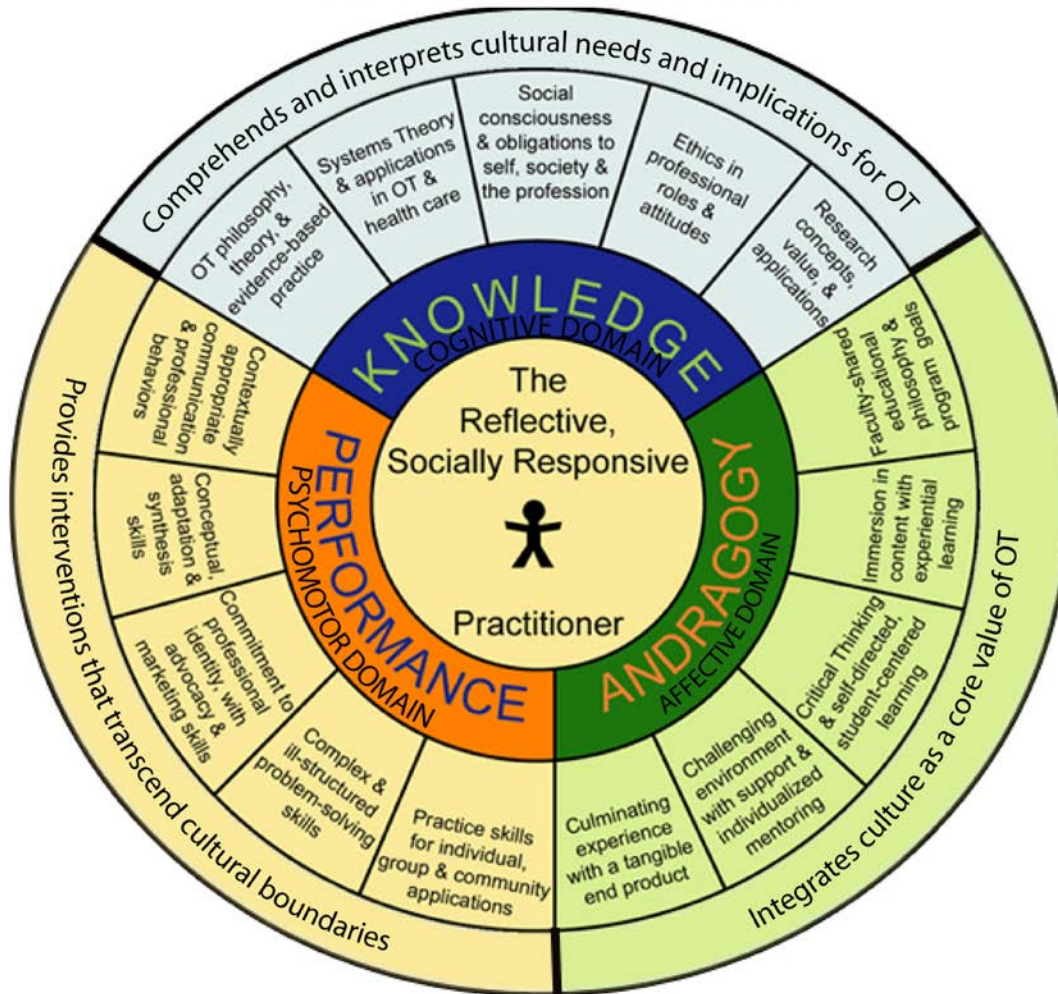 Comprehends and interprets cultural needs and implications for OT
OT philosophy,
theory, &
evidence-based
practice
Systems Theory
& applications
in OT &
health care
Social
consciousness
& obligations to
self, society &
the profession
Ethics in
professional
roles &
attitudes
Research
concepts,
value, &
applications
KNOWLEDGE
COGNITIVE DOMAIN
Integrates culture as a core value of OT
Faculty-shared
educational
philosophy &
program goals
Immersion in
content with
experiential
learning
Critical Thinking
& self-directed,
student-centered
learning
Challenging
environment
with support &
individualized
mentoring
Culminating
experience
with a tangible
end product
ANDRAGOGY
AFFECTIVE DOMAIN
Provides interventions that transcend cultural boundaries
Contextually
appropriate
communication
& professional
behaviors
Conceptual,
adaptation &
synthesis
skills
Commitment to
professional
identity, with
advocacy &
marketing skills
Complex &
ill-structured
problem-solving
skills
Practice skills
for individual,
group & community
applications
PERFORMANCE
PSYCHOMOTOR DOMAIN
The
Reflective,
Socially Responsive
Practitioner